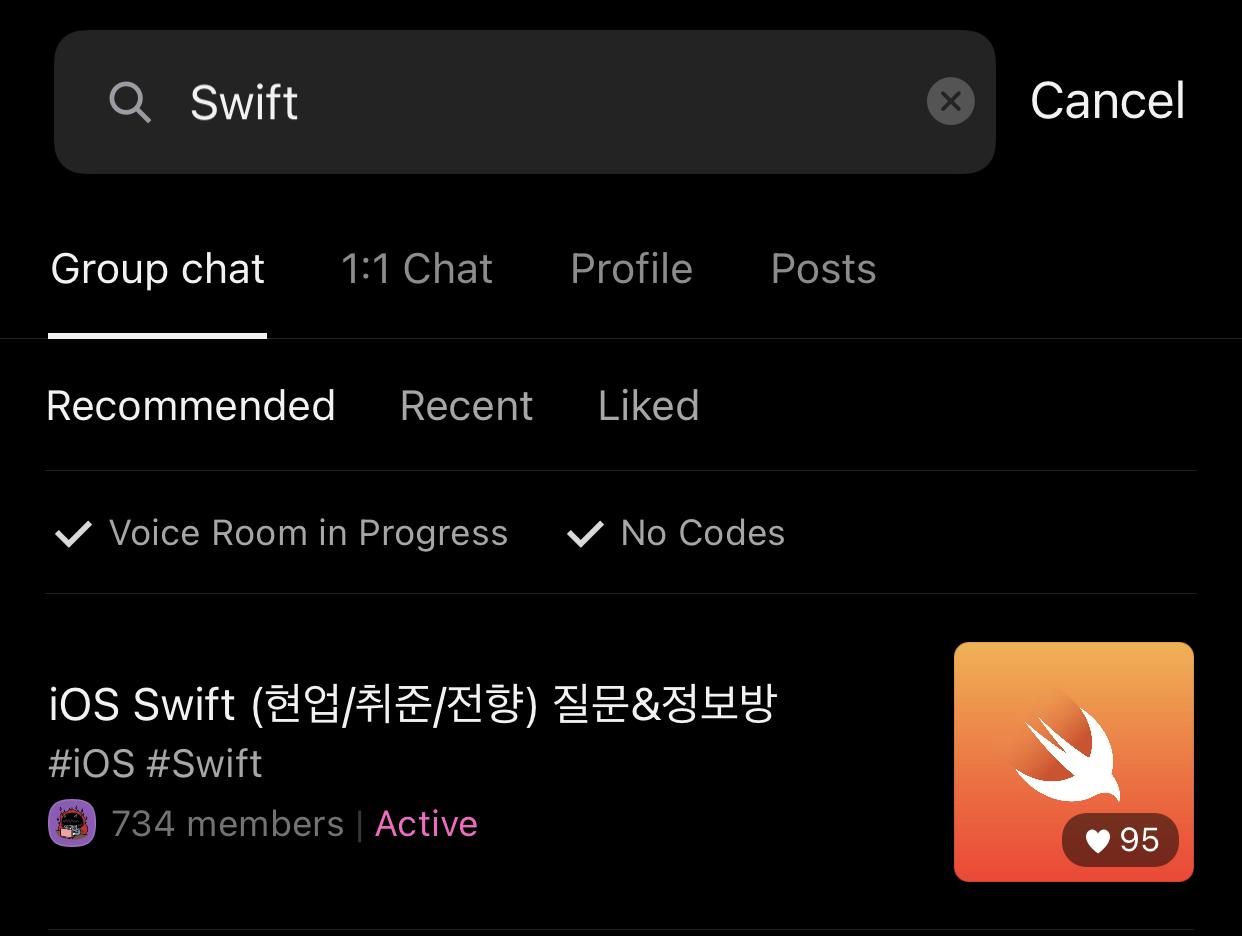 Swift Cancel
Group chat 1:1 Chat Profile Posts
Recommended Recent Liked
Voice Room in Progress No Codes
iOS Swift (현업/취준/전향) 질문&정보방
#iOS #Swift
734 members | Active
95